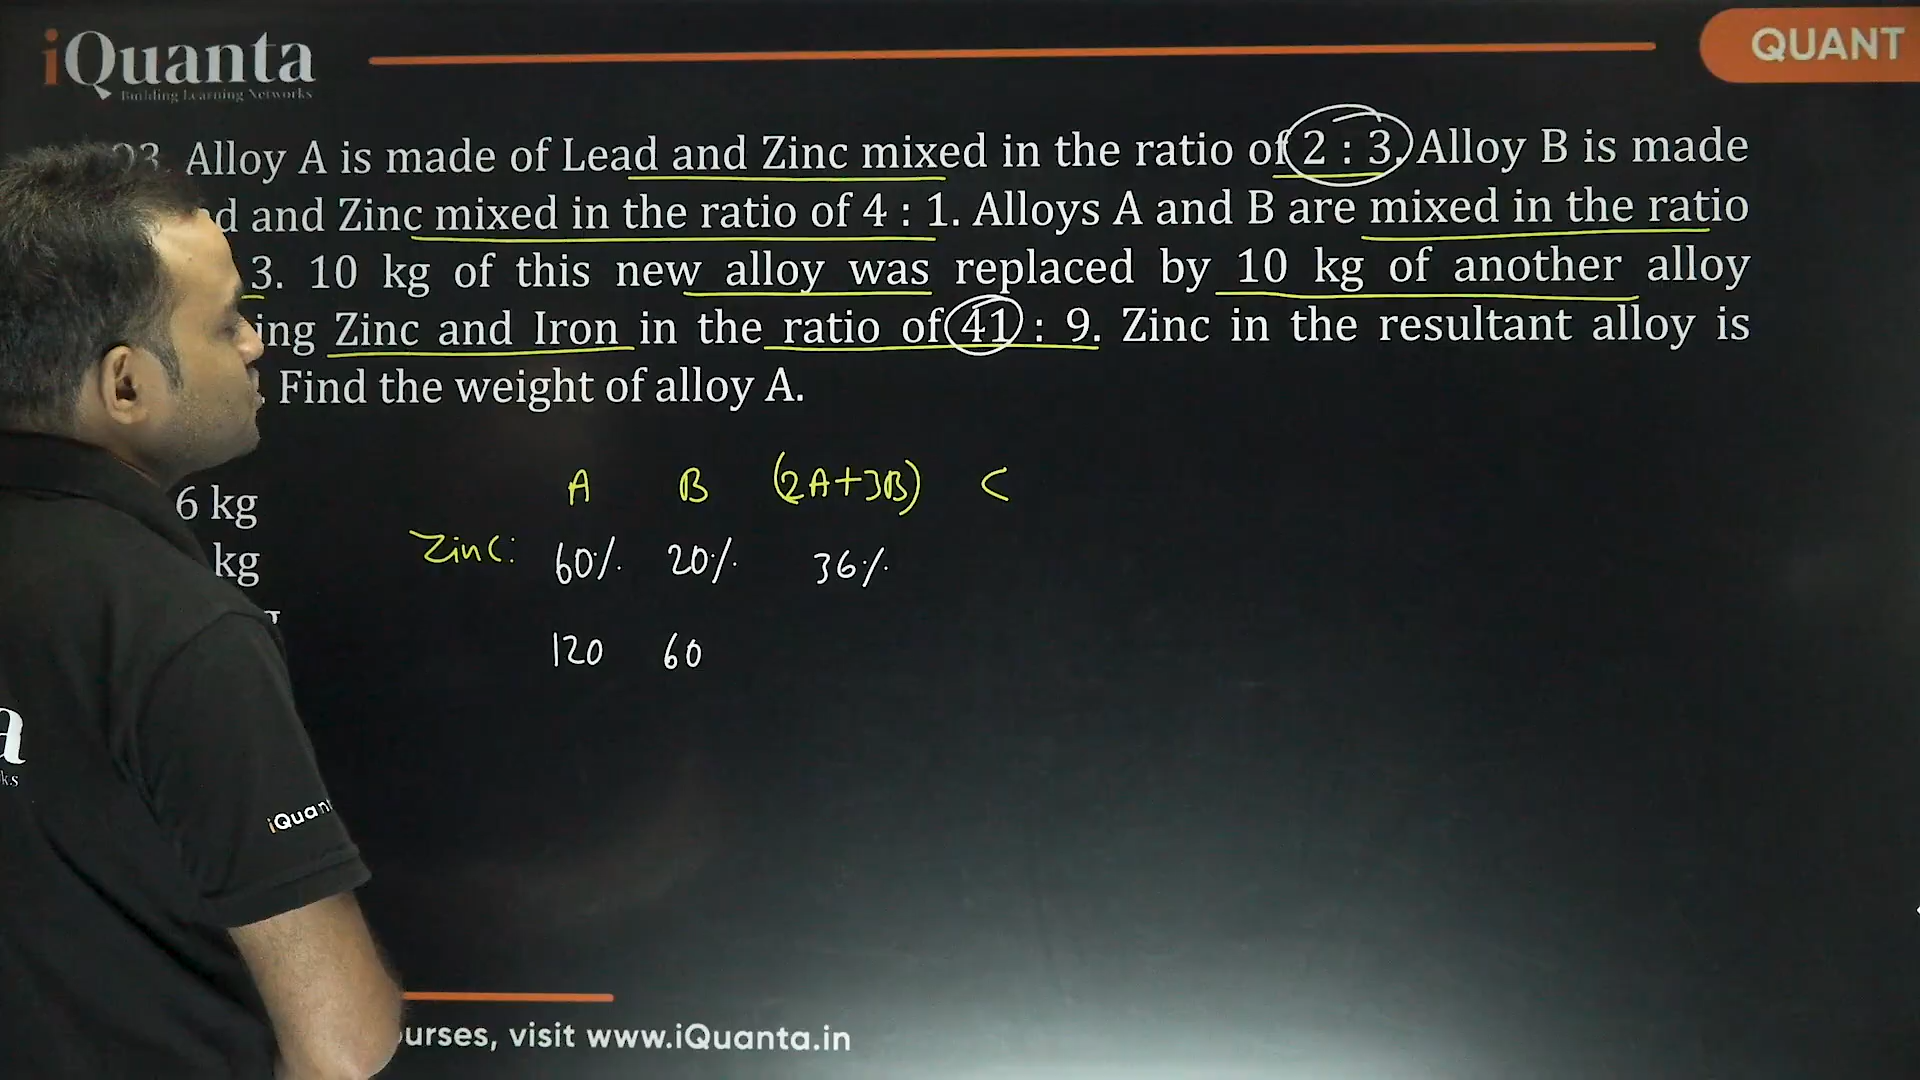 iQuanta
Building Learning Networks
QUANT
Alloy A is made of Lead and Zinc mixed in the ratio of 2 : 3. Alloy B is made
d and Zinc mixed in the ratio of 4 : 1. Alloys A and B are mixed in the ratio
3. 10 kg of this new alloy was replaced by 10 kg of another alloy
ing Zinc and Iron in the ratio of 41 : 9. Zinc in the resultant alloy is
. Find the weight of alloy A.
A B (2A+3B) C
6 kg
Zinc: 60% 20% 36%
kg
120 60
a
ks
iQuan
urses, visit www.iQuanta.in